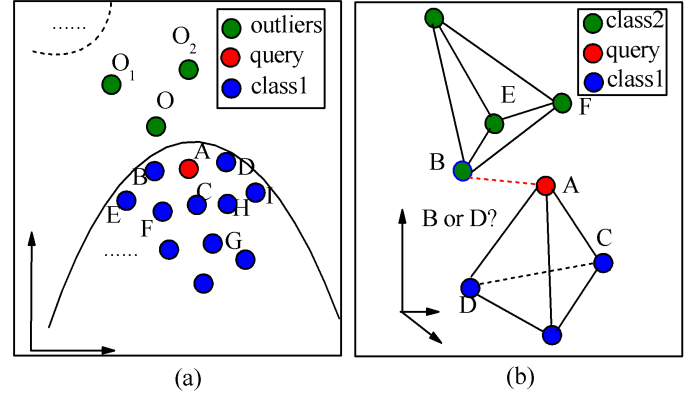 ......
outliers
query
class1
O2
O1
O
A
B
D
C
I
E
H
F
G
......
(a)
class2
query
class1
E
F
B
A
B or D?
C
D
(b)